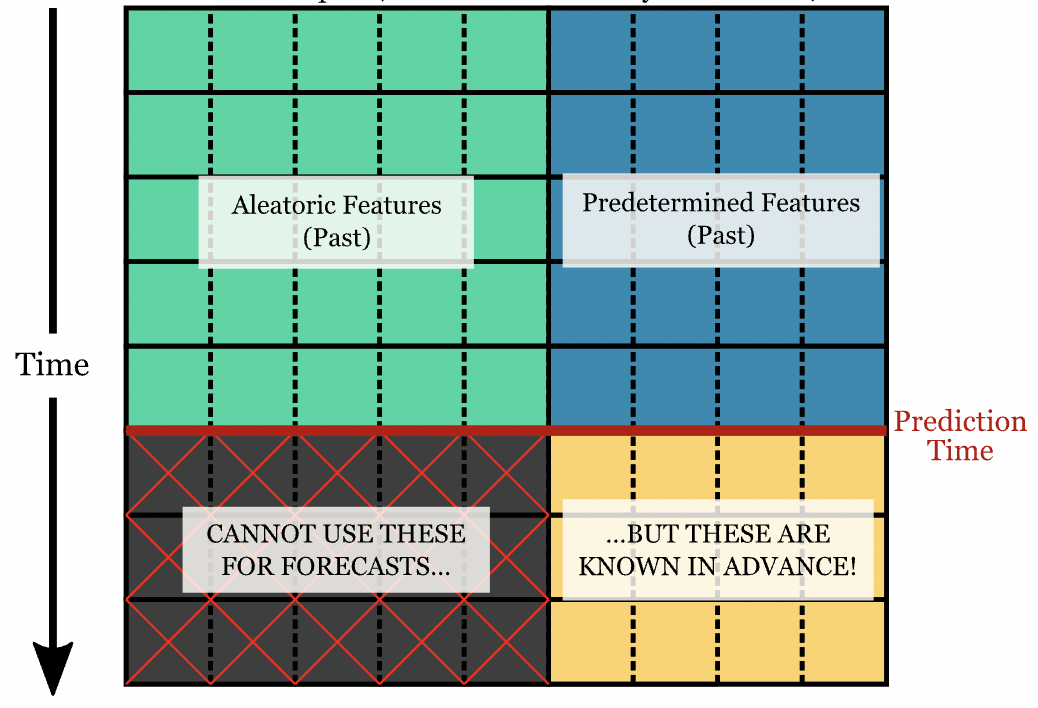 Aleatoric Features
(Past)
Predetermined Features
(Past)
Time
Prediction
Time
CANNOT USE THESE
FOR FORECASTS...
...BUT THESE ARE
KNOWN IN ADVANCE!